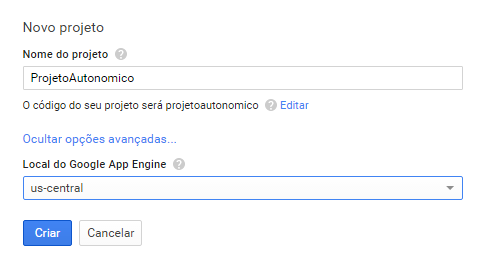 Novo projeto
Nome do projeto ?
ProjetoAutonomico
O código do seu projeto será projetoautonomico ? Editar
Ocultar opções avançadas...
Local do Google App Engine ?
us-central
Criar Cancelar